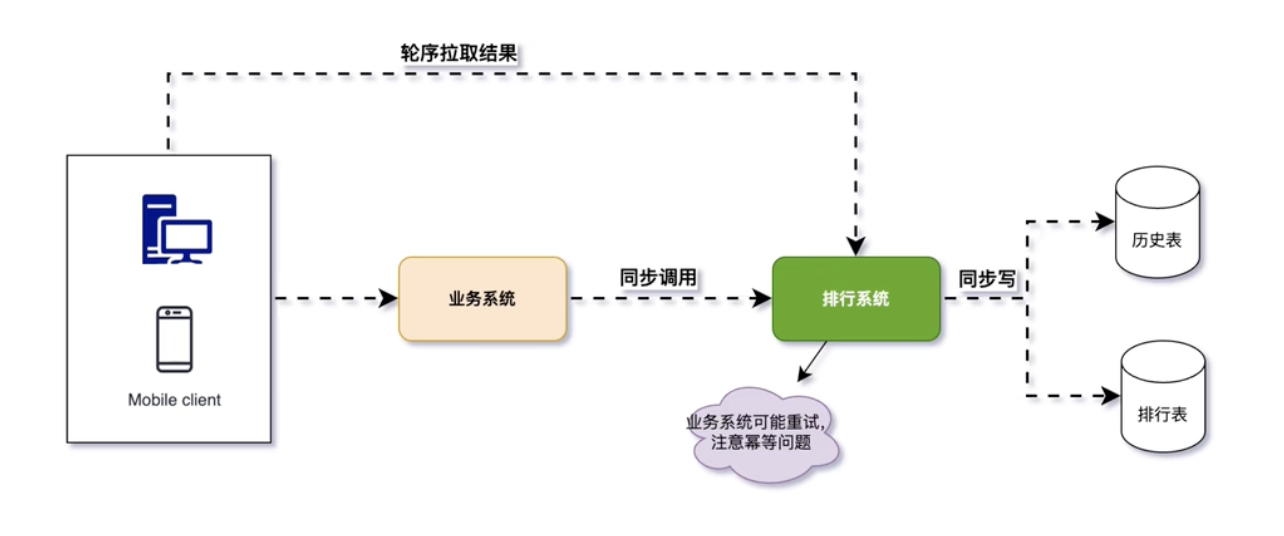 轮序拉取结果
业务系统
同步调用
排行系统
同步写
历史表
排行表
Mobile client
业务系统可能重试，
注意幂等问题